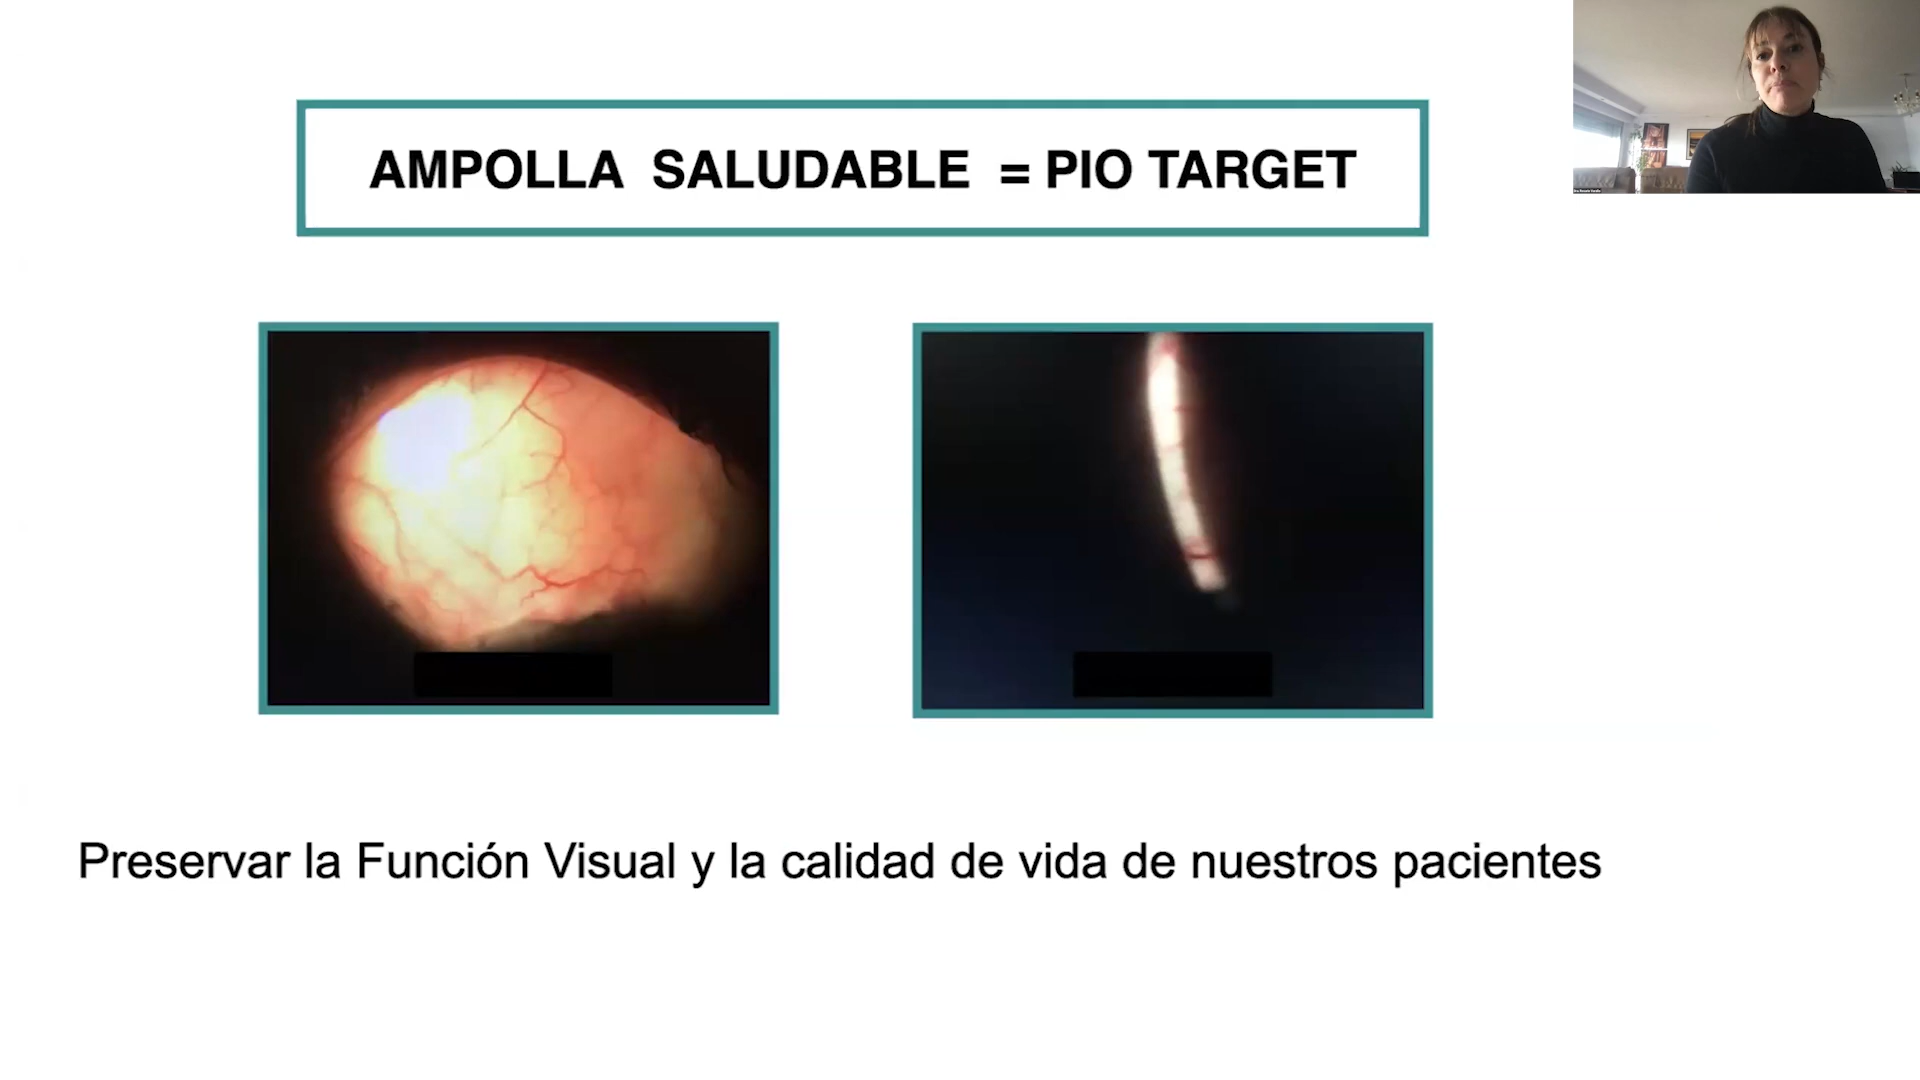 AMPOLLA SALUDABLE = PIO TARGET
Preservar la Función Visual y la calidad de vida de nuestros pacientes